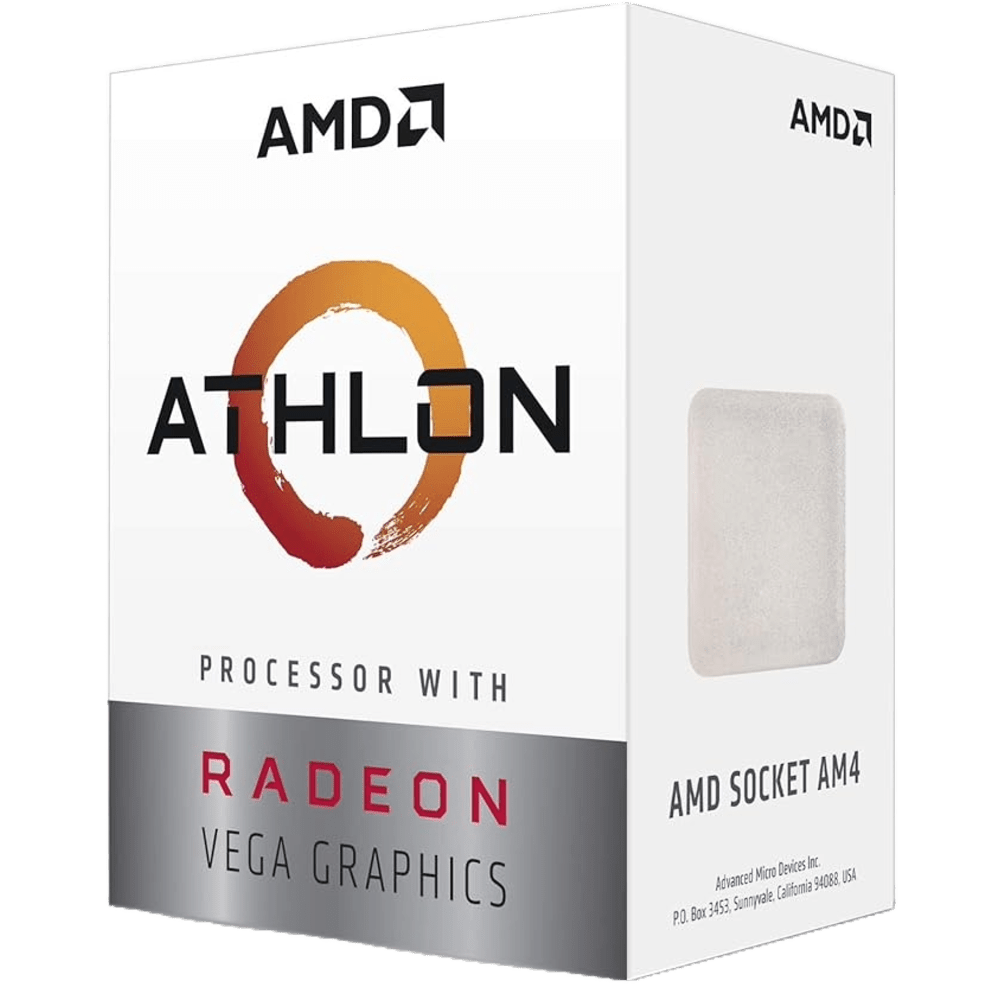 AMD
ATHLON
PROCESSOR WITH
RADEON
VEGA GRAPHICS
AMD
AMD SOCKET AM4
Advanced Micro Devices Inc.
P.O. Box 3453, Sunnyvale, California 94088, USA